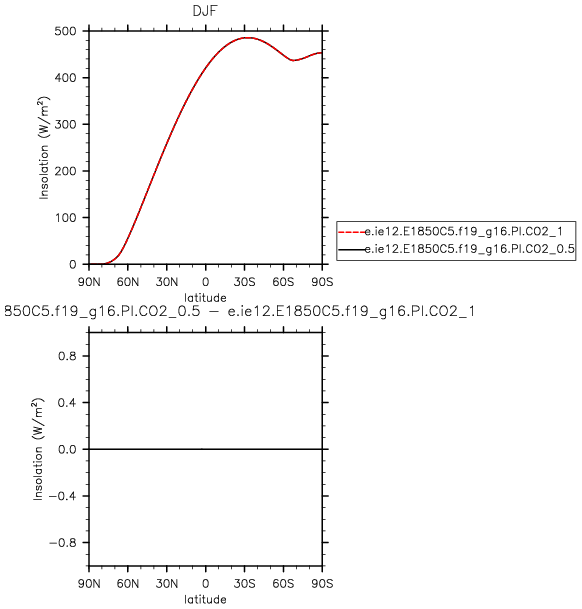 DJF
500
400
300
200
100
0
Insolation (W/m²)
90N 60N 30N 0 30S 60S 90S
latitude
e.ie12.E1850C5.f19_g16.PI.CO2_1
e.ie12.E1850C5.f19_g16.PI.CO2_0.5
850C5.f19_g16.PI.CO2_0.5 − e.ie12.E1850C5.f19_g16.PI.CO2_1
0.8
0.4
0.0
−0.4
−0.8
Insolation (W/m²)
90N 60N 30N 0 30S 60S 90S
latitude